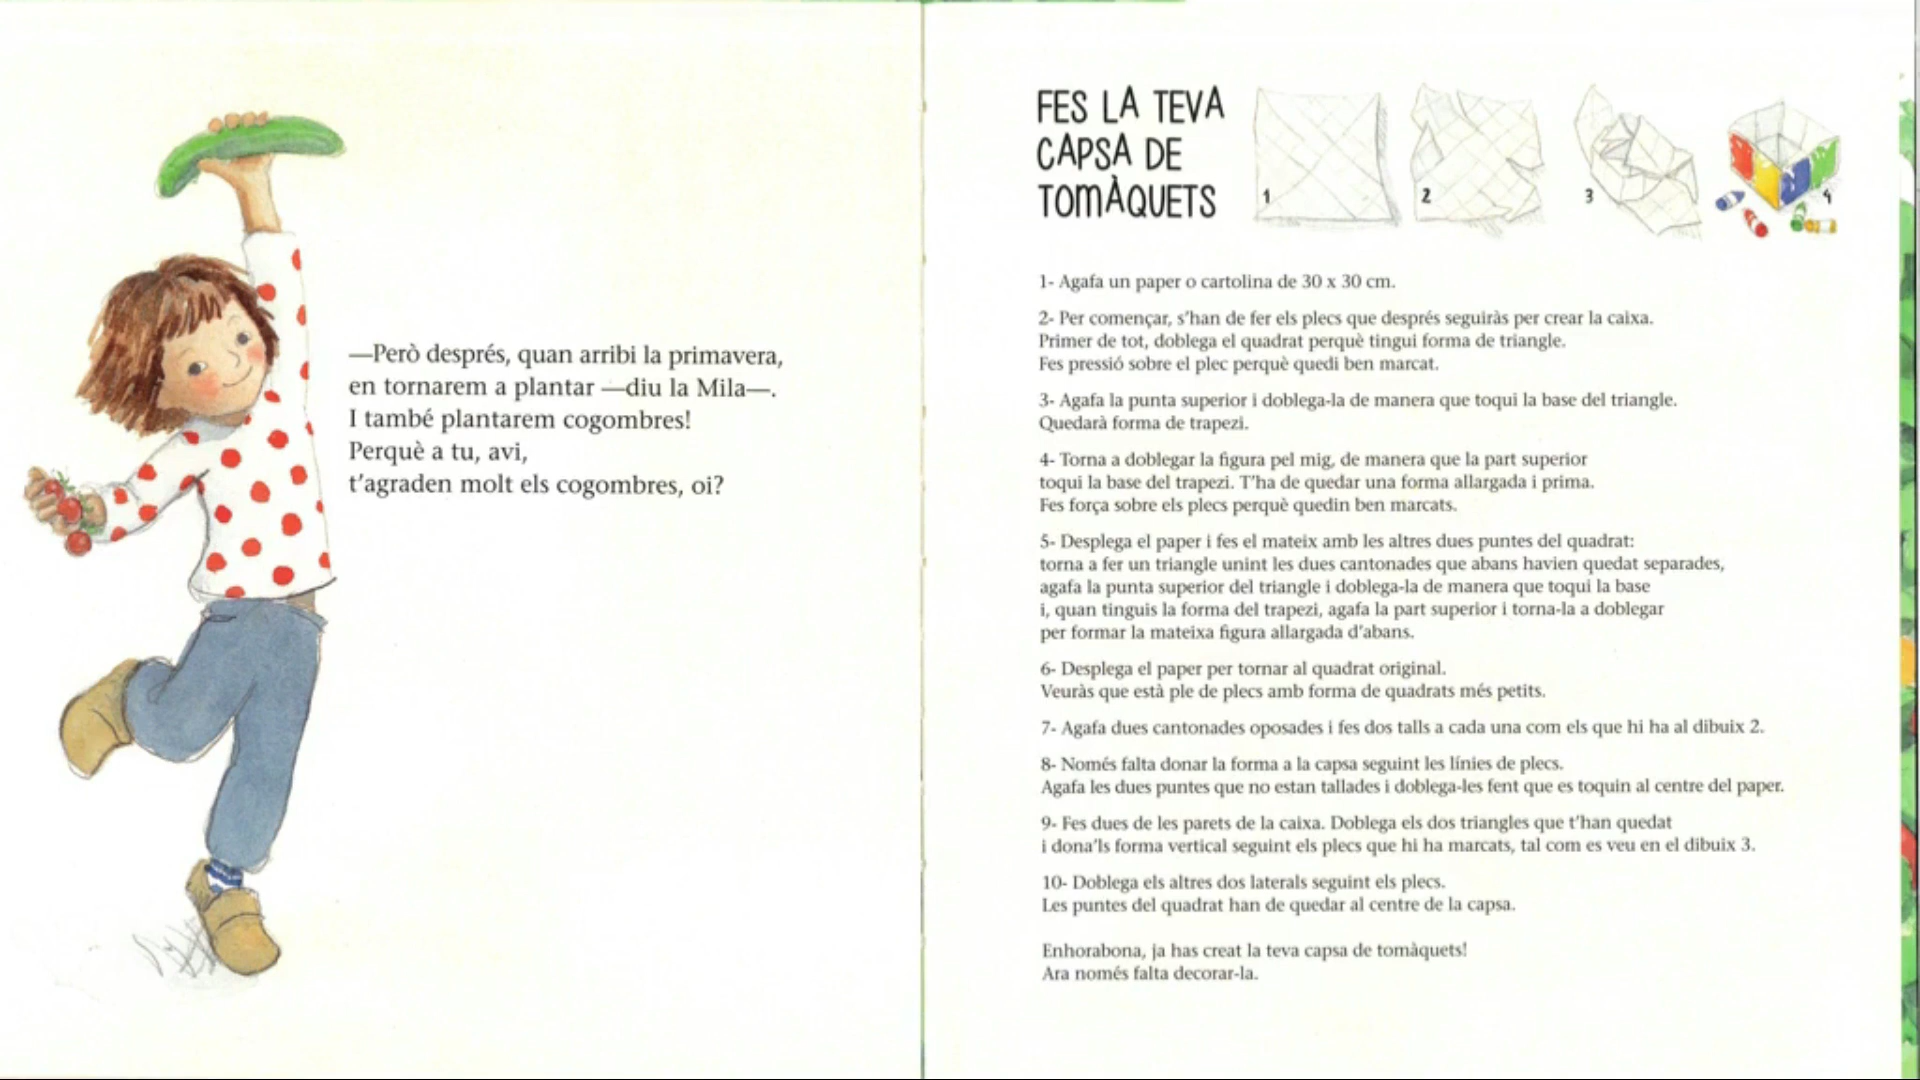 —Però després, quan arribi la primavera,
en tornarem a plantar —diu la Mila—.
I també plantarem cogombres!
Perquè a tu, avi,
t'agraden molt els cogombres, oi?
FES LA TEVA
CAPSA DE
TOMÀQUETS
1
2
3
4
1- Agafa un paper o cartolina de 30 x 30 cm.
2- Per començar, s'han de fer els plecs que després seguiràs per crear la caixa.
Primer de tot, doblega el quadrat perquè tingui forma de triangle.
Fes pressió sobre el plec perquè quedi ben marcat.
3- Agafa la punta superior i doblega-la de manera que toqui la base del triangle.
Quedarà forma de trapezi.
4- Torna a doblegar la figura pel mig, de manera que la part superior
toqui la base del trapezi. T'ha de quedar una forma allargada i prima.
Fes força sobre els plecs perquè quedin ben marcats.
5- Desplega el paper i fes el mateix amb les altres dues puntes del quadrat:
torna a fer un triangle unint les dues cantonades que abans havien quedat separades,
agafa la punta superior del triangle i doblega-la de manera que toqui la base
i, quan tinguis la forma del trapezi, agafa la part superior i torna-la a doblegar
per formar la mateixa figura allargada d'abans.
6- Desplega el paper per tornar al quadrat original.
Veuràs que està ple de plecs amb forma de quadrats més petits.
7- Agafa dues cantonades oposades i fes dos talls a cada una com els que hi ha al dibuix 2.
8- Només falta donar la forma a la capsa seguint les línies de plecs.
Agafa les dues puntes que no estan tallades i doblega-les fent que es toquin al centre del paper.
9- Fes dues de les parets de la caixa. Doblega els dos triangles que t'han quedat
i dona'ls forma vertical seguint els plecs que hi ha marcats, tal com es veu en el dibuix 3.
10- Doblega els altres dos laterals seguint els plecs.
Les puntes del quadrat han de quedar al centre de la capsa.
Enhorabona, ja has creat la teva capsa de tomàquets!
Ara només falta decorar-la.